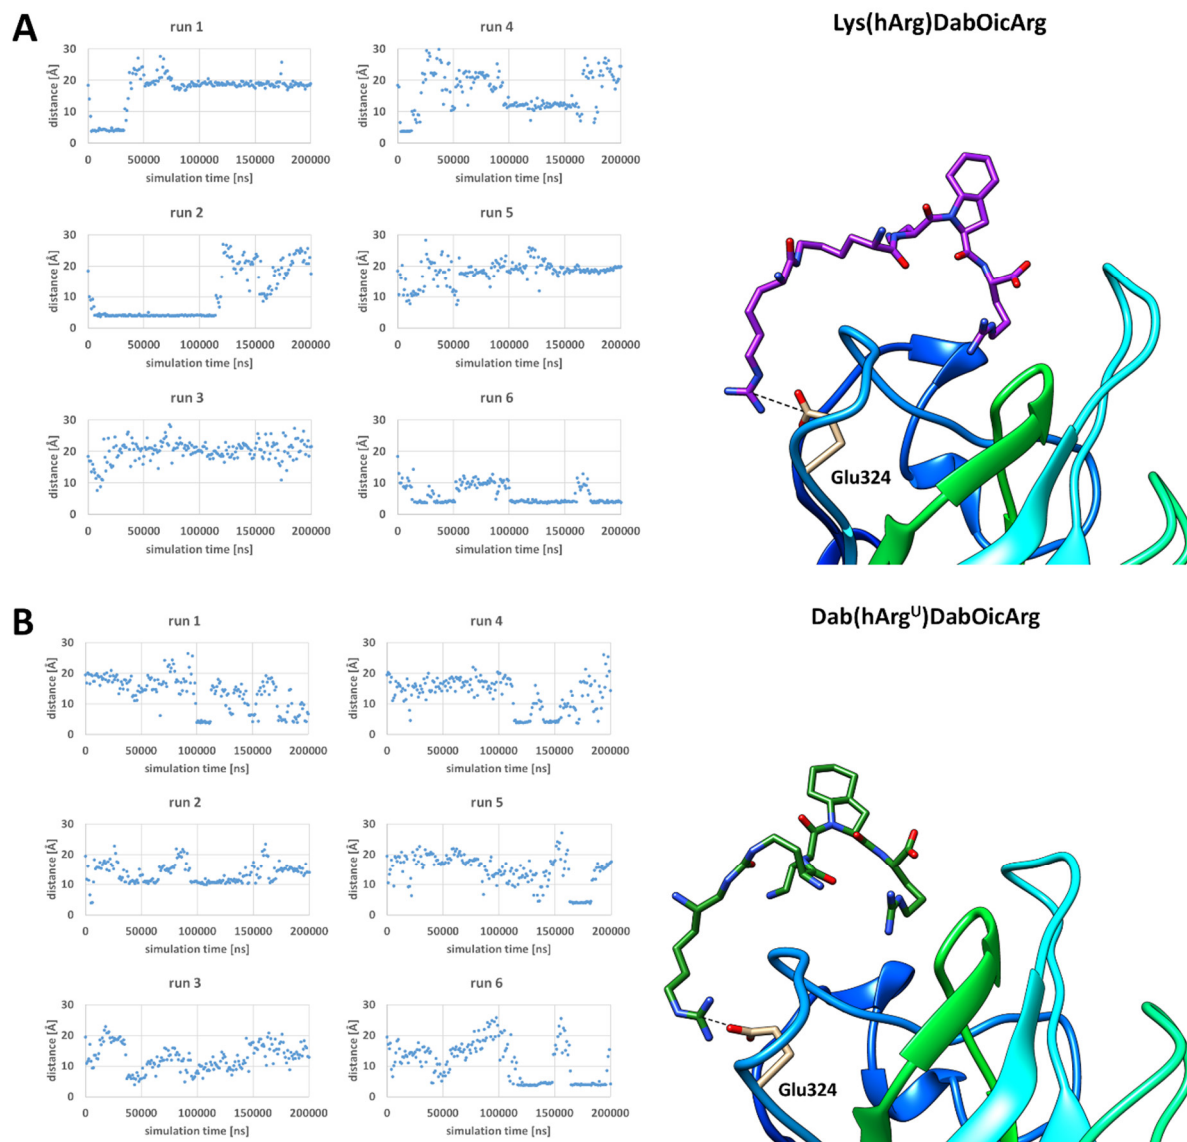 A
Lys(hArg)DabOicArg
run 1
distance [Å]
30
20
10
0
0 50000 100000 150000 200000
simulation time [ns]
run 4
distance [Å]
30
20
10
0
0 50000 100000 150000 200000
simulation time [ns]
run 2
distance [Å]
30
20
10
0
0 50000 100000 150000 200000
simulation time [ns]
run 5
distance [Å]
30
20
10
0
0 50000 100000 150000 200000
simulation time [ns]
run 3
distance [Å]
30
20
10
0
0 50000 100000 150000 200000
simulation time [ns]
run 6
distance [Å]
30
20
10
0
0 50000 100000 150000 200000
simulation time [ns]
Glu324
B
Dab(hArgᵁ)DabOicArg
run 1
distance [Å]
30
20
10
0
0 50000 100000 150000 200000
simulation time [ns]
run 4
distance [Å]
30
20
10
0
0 50000 100000 150000 200000
simulation time [ns]
run 2
distance [Å]
30
20
10
0
0 50000 100000 150000 200000
simulation time [ns]
run 5
distance [Å]
30
20
10
0
0 50000 100000 150000 200000
simulation time [ns]
run 3
distance [Å]
30
20
10
0
0 50000 100000 150000 200000
simulation time [ns]
run 6
distance [Å]
30
20
10
0
0 50000 100000 150000 200000
simulation time [ns]
Glu324